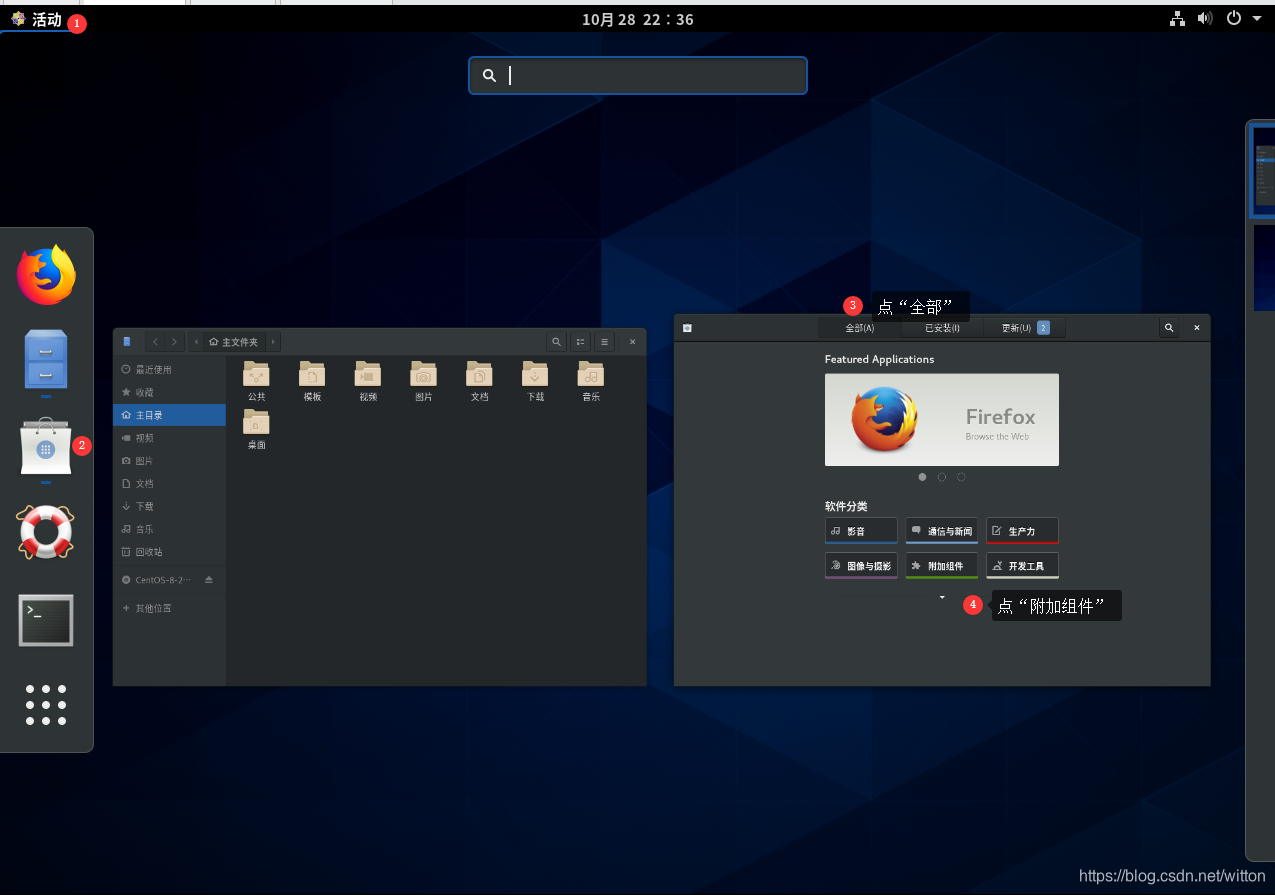 活动
1
10月 28 22：36
3
点“全部”
主文件夹
全部(A)
已安装(I)
更新(U)
2
最近使用
收藏
主目录
视频
图片
文档
下载
音乐
回收站
CentOS-8-2···
其他位置
公共
模板
视频
图片
文档
下载
音乐
桌面
Featured Applications
Firefox
Browse the Web
2
软件分类
影音
通信与新闻
生产力
图像与摄影
附加组件
开发工具
4
点“附加组件”
>_
https://blog.csdn.net/witton